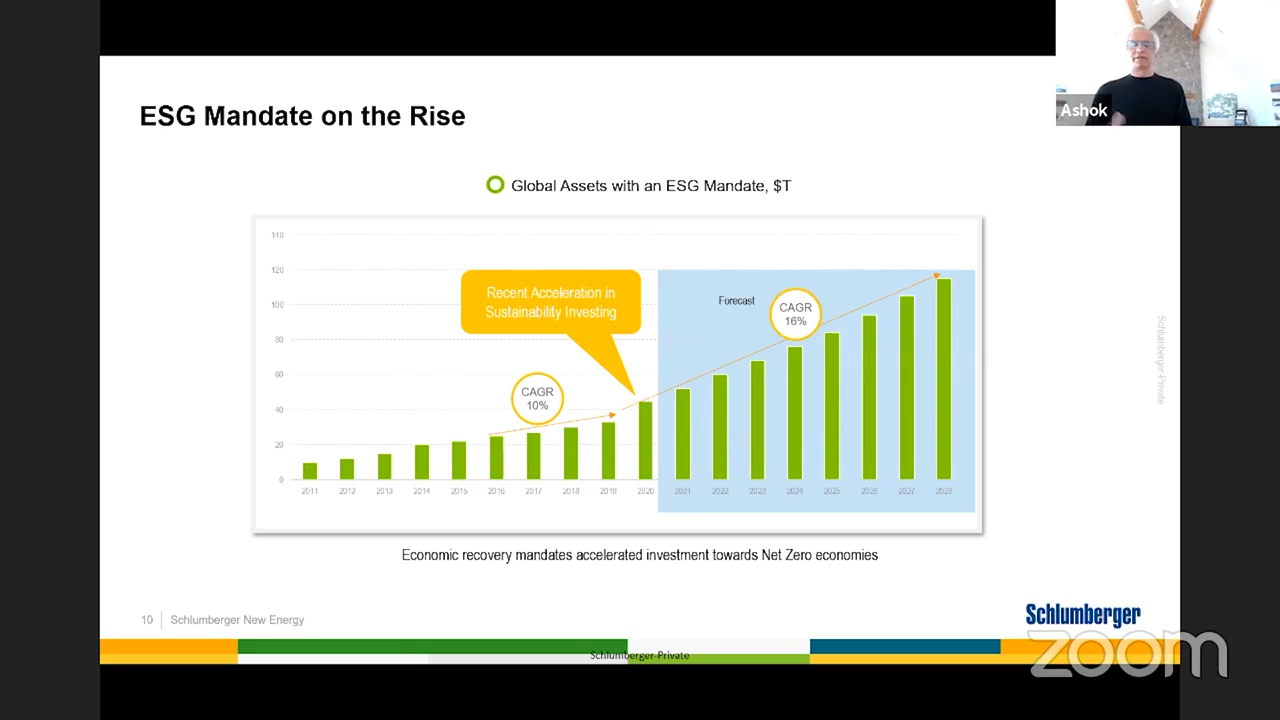 Ashok
ESG Mandate on the Rise
Global Assets with an ESG Mandate, $T
140
120
100
80
60
40
20
0
Recent Acceleration in
Sustainability Investing
Forecast
CAGR
16%
CAGR
10%
2011 2012 2013 2014 2015 2016 2017 2018 2019 2020 2021 2022 2023 2024 2025 2026 2027 2028
Schlumberger-Private
Economic recovery mandates accelerated investment towards Net Zero economies
10 Schlumberger New Energy
Schlumberger
Schlumberger-Private
zoom